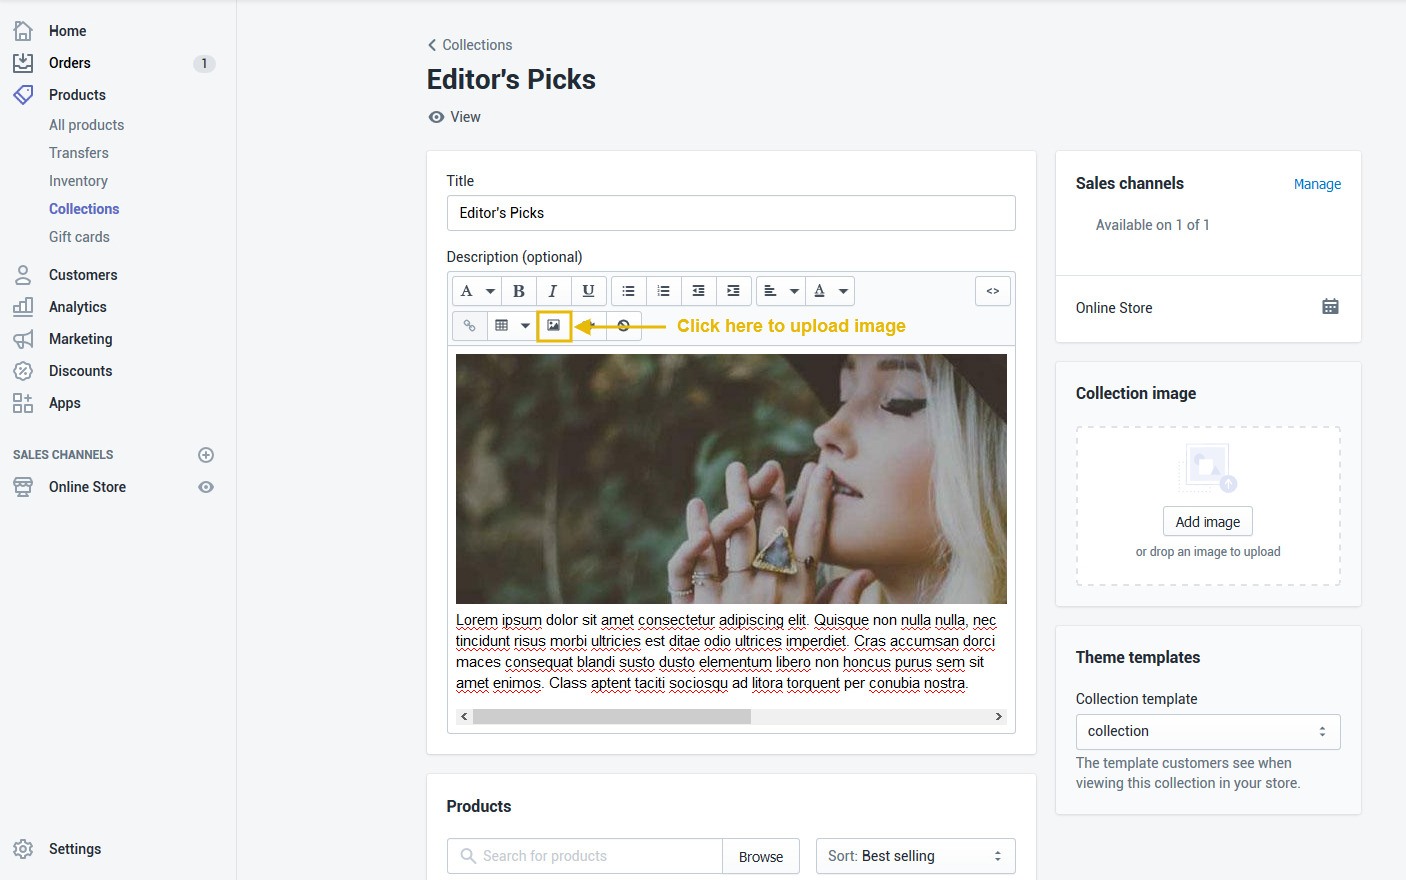 Home
Orders
1
Products
All products
Transfers
Inventory
Collections
Gift cards
Customers
Analytics
Marketing
Discounts
Apps
SALES CHANNELS
Online Store
Settings
Collections
Editor's Picks
View
Title
Editor's Picks
Description (optional)
A B I U A <>
Click here to upload image
Lorem ipsum dolor sit amet consectetur adipiscing elit. Quisque non nulla nulla, nec
tincidunt risus morbi ultricies est ditae odio ultrices imperdiet. Cras accumsan dorci
maces consequat blandi susto dusto elementum libero non honcus purus sem sit
amet enimos. Class aptent taciti sociosqu ad litora torquent per conubia nostra.
Products
Search for products
Browse
Sort: Best selling
Sales channels
Manage
Available on 1 of 1
Online Store
Collection image
Add image
or drop an image to upload
Theme templates
Collection template
collection
The template customers see when
viewing this collection in your store.